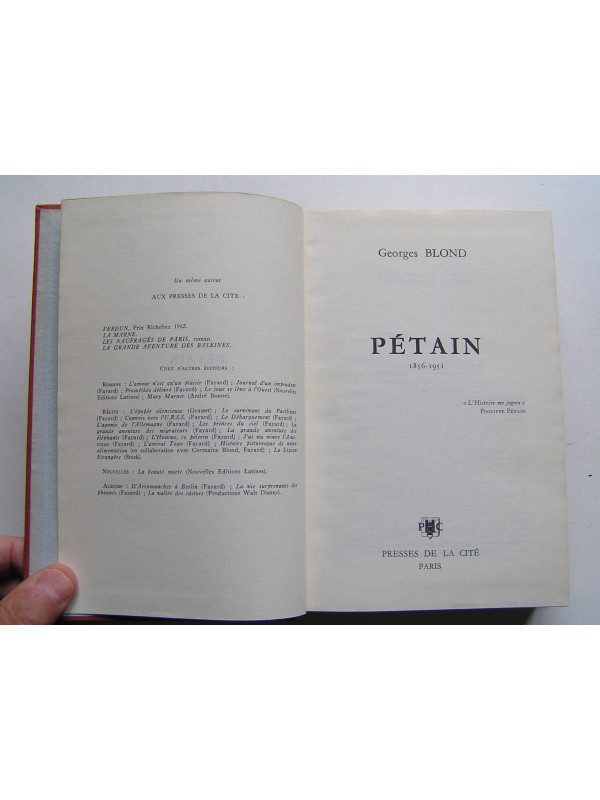 Du même auteur
AUX PRESSES DE LA CITÉ :
VERDUN, Prix Richelieu 1962.
LA MARNE.
LES NAUFRAGÉS DE PARIS, roman.
LA GRANDE AVENTURE DES BALEINES.
CHEZ D'AUTRES ÉDITEURS :
ROMANS : L'amour n'est qu'un plaisir (Fayard) ; Journal d'un imprudent
(Fayard) ; Prométhée délivré (Fayard) ; Le jour se lève à l'Ouest (Nouvelles
Editions Latines) ; Mary Marner (André Bonne).
RÉCITS : L'épopée silencieuse (Grasset) ; Le survivant du Pacifique
(Fayard) ; Convois vers l'U.R.S.S. (Fayard) ; Le Débarquement (Fayard) ;
L'agonie de l'Allemagne (Fayard) ; Les princes du ciel (Fayard) ; La
grande aventure des migrateurs (Fayard) ; La grande aventure des
éléphants (Fayard) ; L'Homme, ce pèlerin (Fayard) ; J'ai vu vivre l'Amé-
rique (Fayard) ; L'amiral Togo (Fayard) ; Histoire pittoresque de notre
alimentation (en collaboration avec Germaine Blond, Fayard) ; La Légion
Etrangère (Stock).
NOUVELLES : La beauté morte (Nouvelles Editions Latines).
ALBUMS : D'Arromanches à Berlin (Fayard) ; La vie surprenante des
phoques (Fayard) ; La vallée des castors (Productions Walt Disney).
Georges BLOND
PÉTAIN
1856-1951
« L'Histoire me jugera »
PHILIPPE PÉTAIN
P C
PRESSES DE LA CITÉ
PARIS